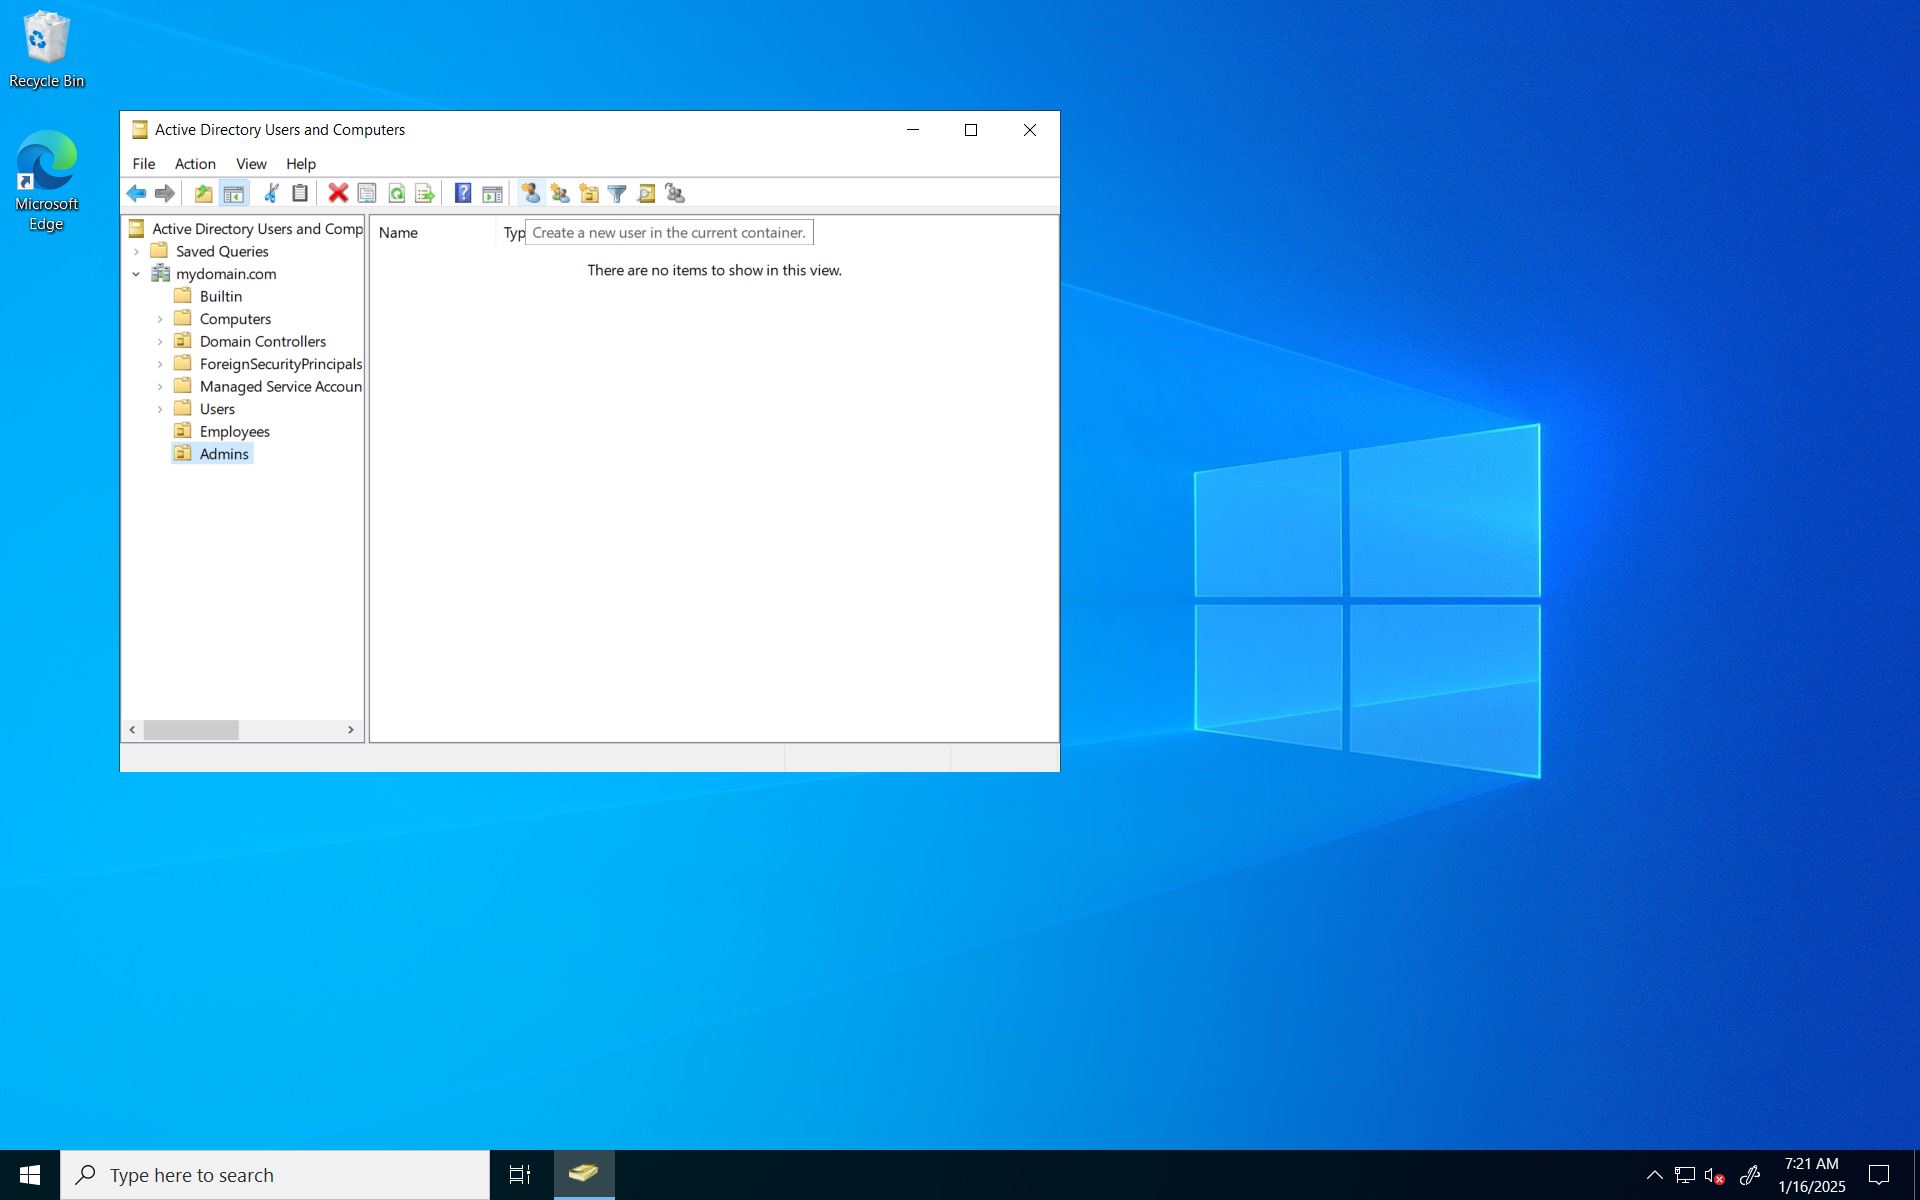 Recycle Bin
Microsoft
Edge
Active Directory Users and Computers
File Action View Help
Active Directory Users and Comp
Saved Queries
mydomain.com
Builtin
Computers
Domain Controllers
ForeignSecurityPrincipals
Managed Service Accoun
Users
Employees
Admins
Name Typ
Create a new user in the current container.
There are no items to show in this view.
Type here to search
7:21 AM
1/16/2025